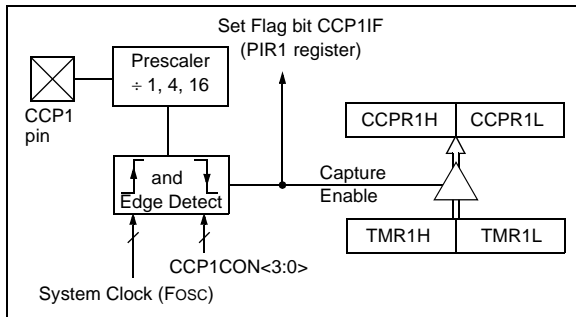 Set Flag bit CCP1IF
(PIR1 register)
Prescaler
÷ 1, 4, 16
CCP1
pin
CCPR1H CCPR1L
and
Edge Detect
Capture
Enable
TMR1H TMR1L
CCP1CON<3:0>
System Clock (FOSC)